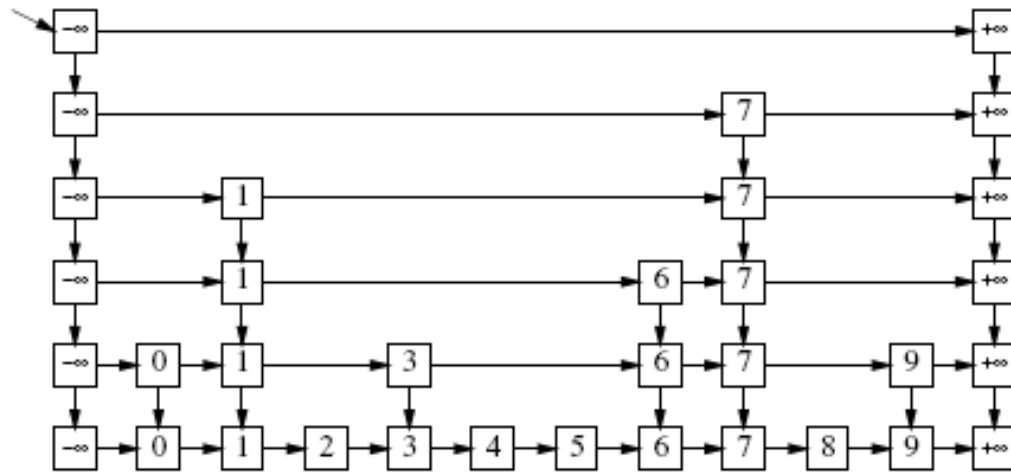 -∞ +∞
-∞ 7 +∞
-∞ 1 7 +∞
-∞ 1 6 7 +∞
-∞ 0 1 3 6 7 9 +∞
-∞ 0 1 2 3 4 5 6 7 8 9 +∞